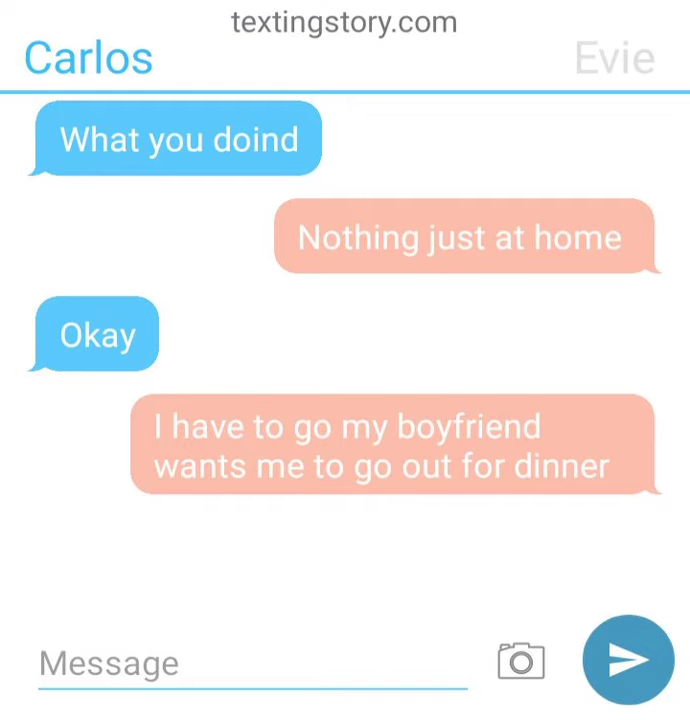 textingstory.com
Carlos
Evie
What you doind
Nothing just at home
Okay
I have to go my boyfriend
wants me to go out for dinner
Message